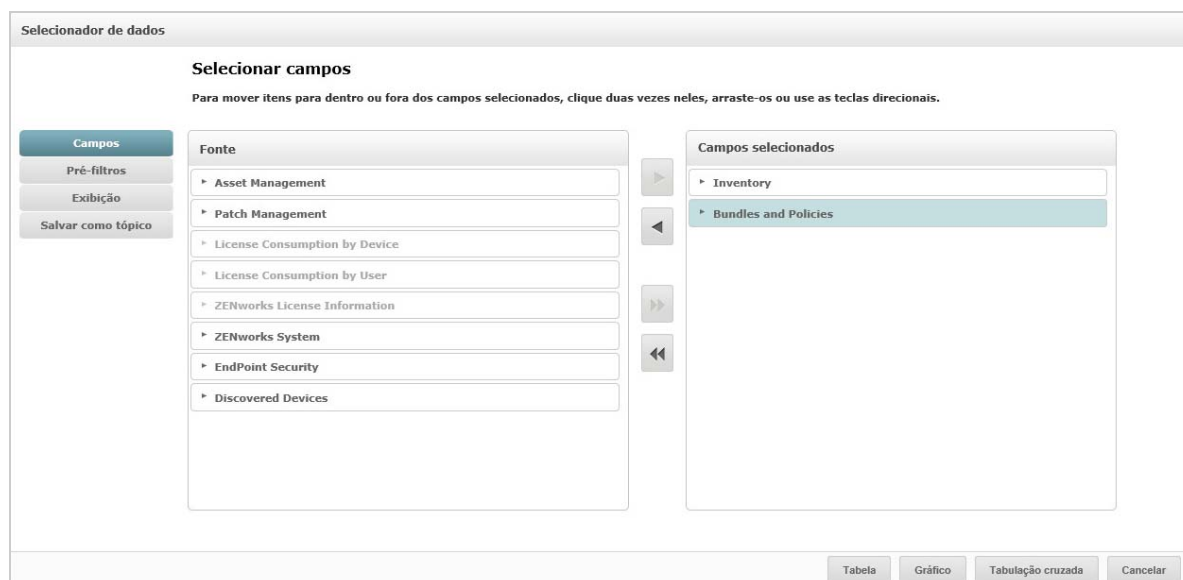 Selecionador de dados
Selecionar campos
Para mover itens para dentro ou fora dos campos selecionados, clique duas vezes neles, arraste-os ou use as teclas direcionais.
Campos
Pré-filtros
Exibição
Salvar como tópico
Fonte
Asset Management
Patch Management
License Consumption by Device
License Consumption by User
ZENworks License Information
ZENworks System
EndPoint Security
Discovered Devices
Campos selecionados
Inventory
Bundles and Policies
Tabela
Gráfico
Tabulação cruzada
Cancelar